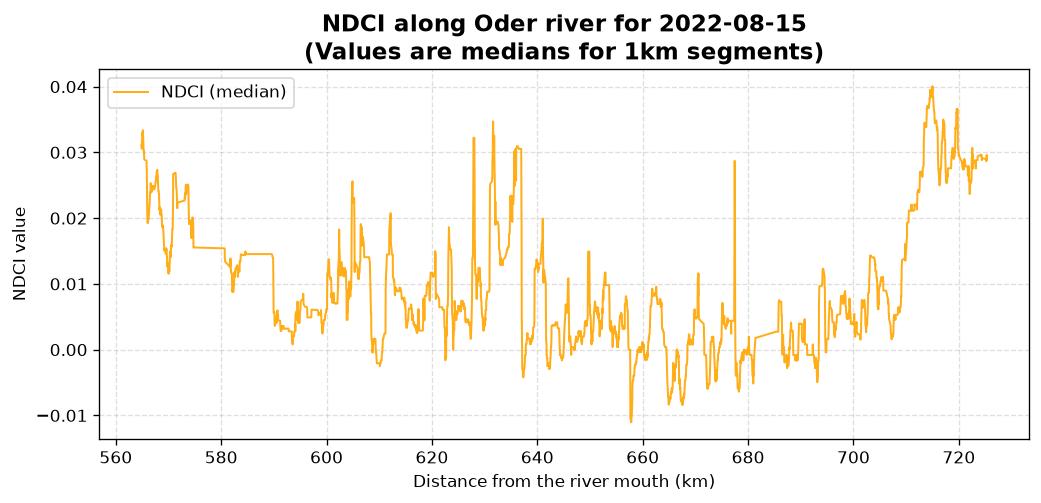 NDCI along Oder river for 2022-08-15
(Values are medians for 1km segments)
NDCI (median)
NDCI value
0.04
0.03
0.02
0.01
0.00
−0.01
560 580 600 620 640 660 680 700 720
Distance from the river mouth (km)